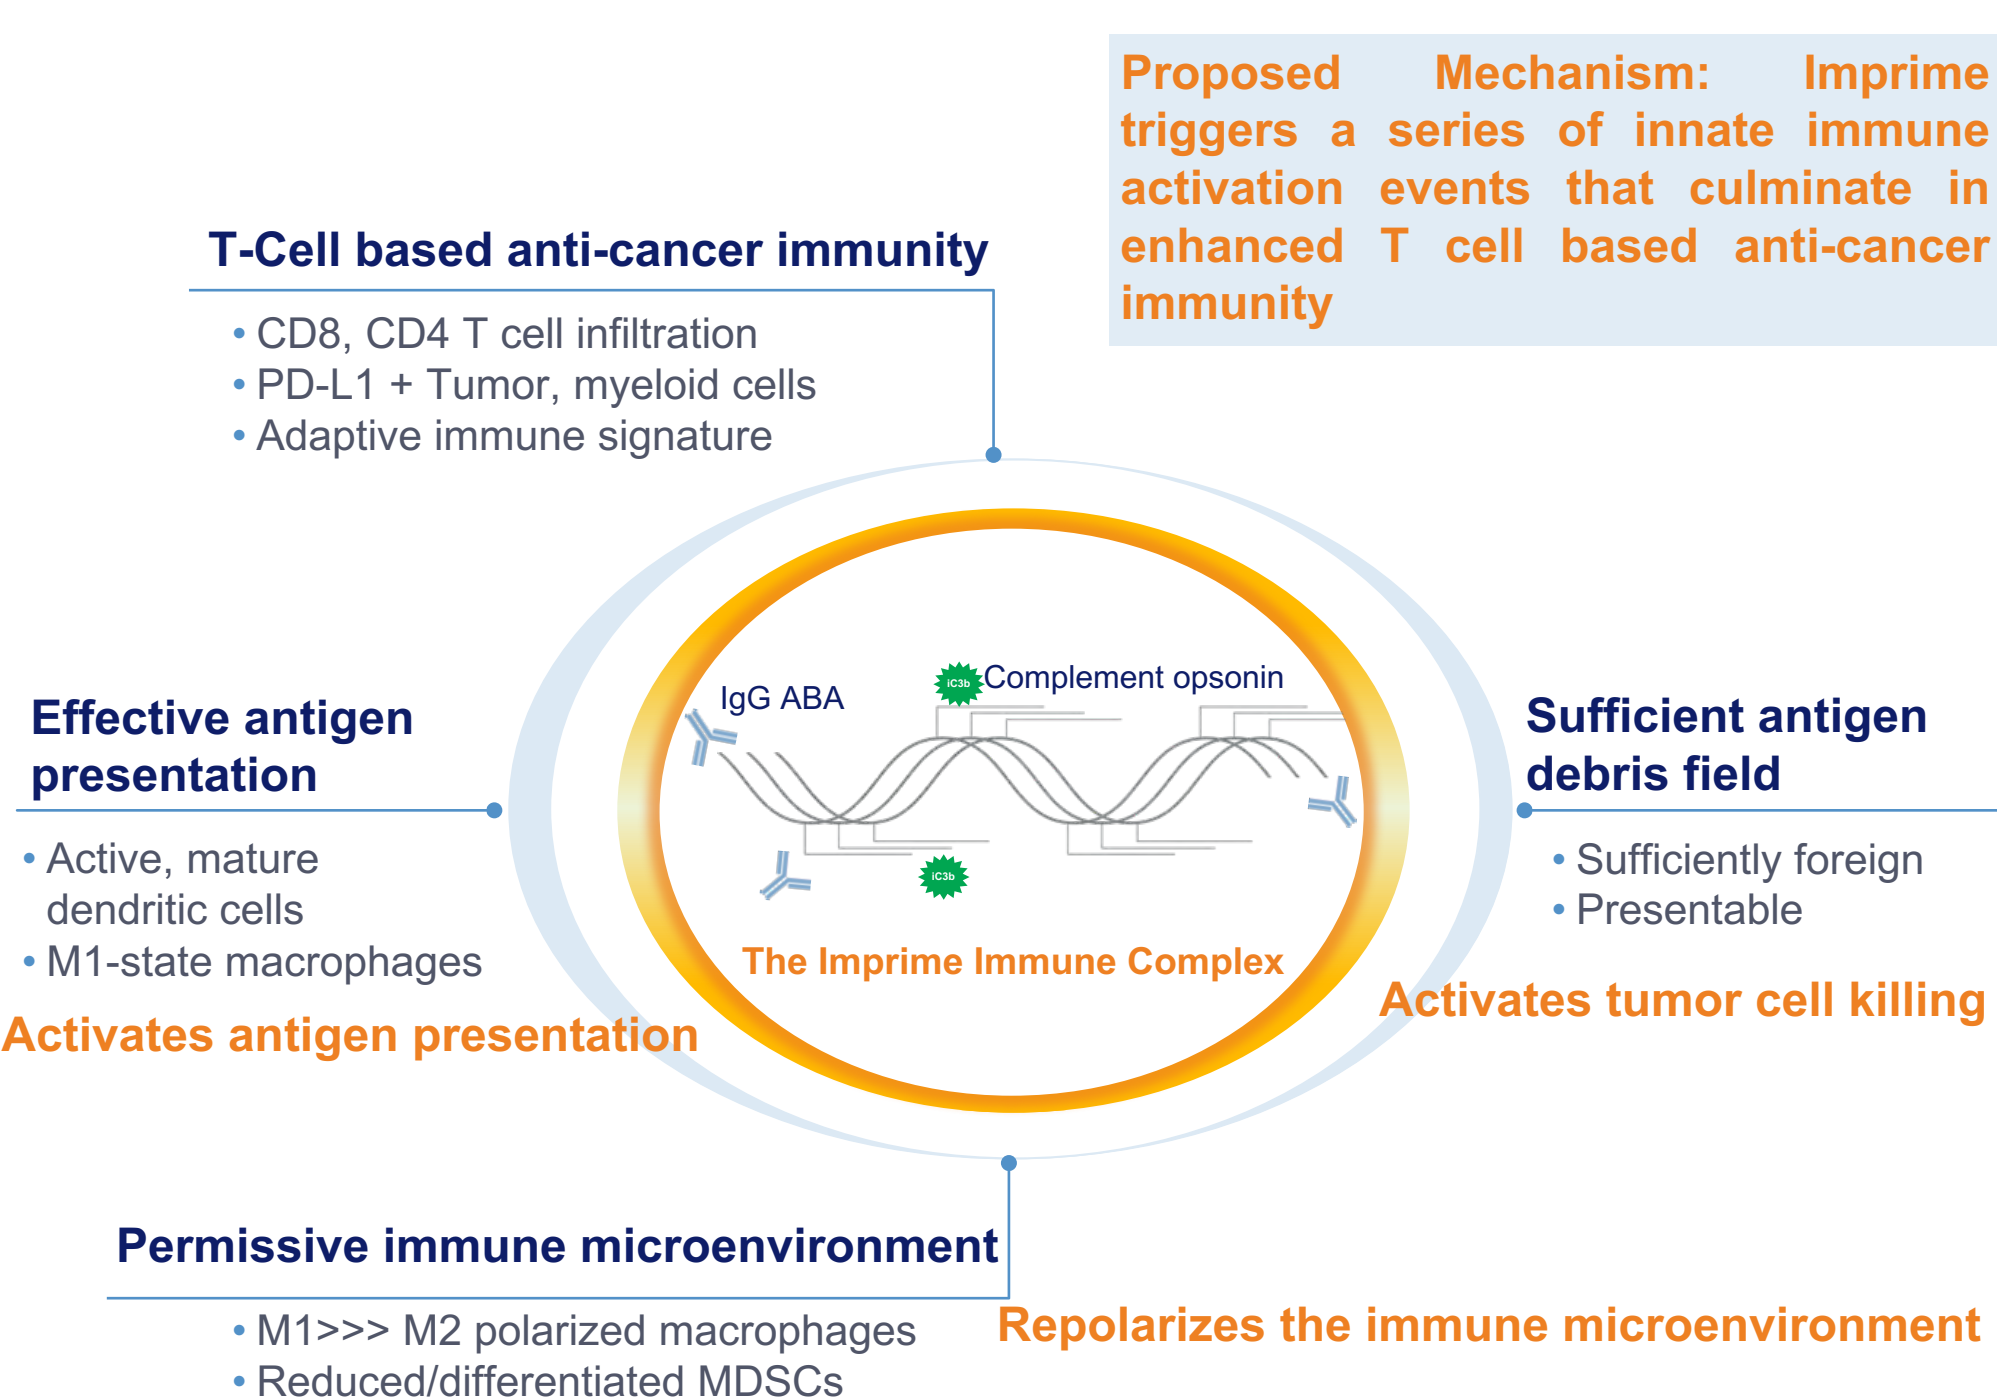 Proposed Mechanism: Imprime
triggers a series of innate immune
activation events that culminate in
enhanced T cell based anti-cancer
immunity
T-Cell based anti-cancer immunity
• CD8, CD4 T cell infiltration
• PD-L1 + Tumor, myeloid cells
• Adaptive immune signature
IgG ABA
iC3b
Complement opsonin
iC3b
The Imprime Immune Complex
Effective antigen
presentation
• Active, mature
dendritic cells
• M1-state macrophages
Activates antigen presentation
Sufficient antigen
debris field
• Sufficiently foreign
• Presentable
Activates tumor cell killing
Permissive immune microenvironment
• M1>>> M2 polarized macrophages
• Reduced/differentiated MDSCs
Repolarizes the immune microenvironment